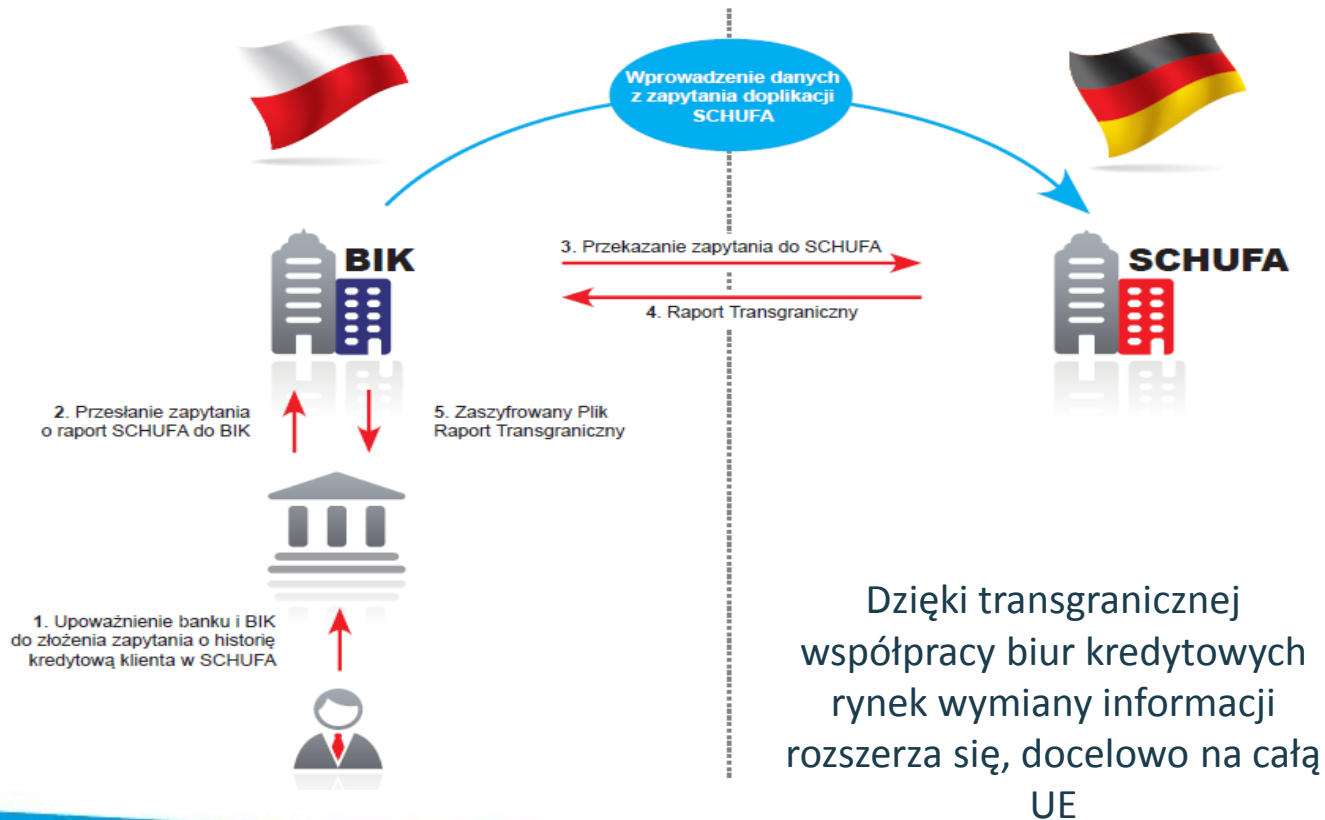 Wprowadzenie danych
z zapytania doplikacji
SCHUFA
BIK
SCHUFA
3. Przekazanie zapytania do SCHUFA
4. Raport Transgraniczny
2. Przesłanie zapytania
o raport SCHUFA do BIK
5. Zaszyfrowany Plik
Raport Transgraniczny
1. Upoważnienie banku i BIK
do złożenia zapytania o historię
kredytową klienta w SCHUFA
Dzięki transgranicznej
współpracy biur kredytowych
rynek wymiany informacji
rozszerza się, docelowo na całą
UE